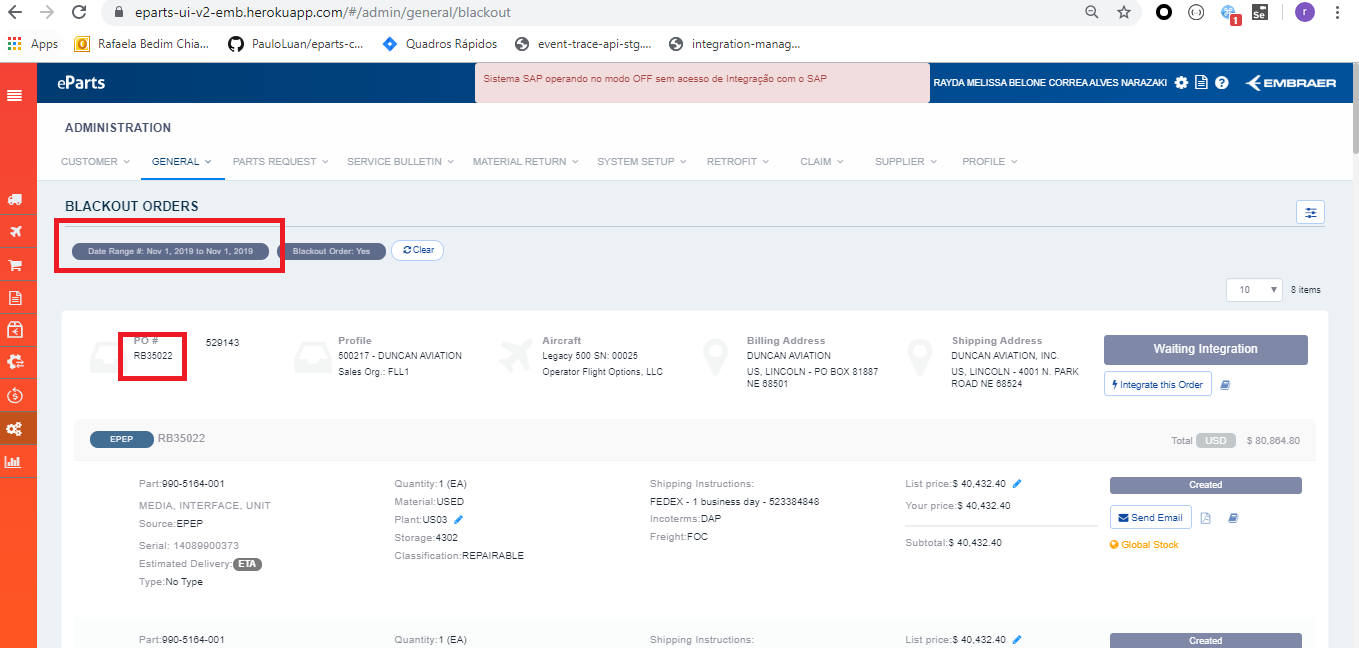 eparts-ui-v2-emb.herokuapp.com/#/admin/general/blackout
1
Se
r
Apps
Rafaela Bedim Chia...
PauloLuan/eparts-c...
Quadros Rápidos
event-trace-api-stg....
integration-manag...
eParts
Sistema SAP operando no modo OFF sem acesso de Integração com o SAP
RAYDA MELISSA BELONE CORREA ALVES NARAZAKI
EMBRAER
ADMINISTRATION
CUSTOMER
GENERAL
PARTS REQUEST
SERVICE BULLETIN
MATERIAL RETURN
SYSTEM SETUP
RETROFIT
CLAIM
SUPPLIER
PROFILE
BLACKOUT ORDERS
Date Range #: Nov 1, 2019 to Nov 1, 2019
Blackout Order: Yes
Clear
10
8 items
PO #
RB35022
529143
Profile
500217 - DUNCAN AVIATION
Sales Org.: FLL1
Aircraft
Legacy 500 SN: 00025
Operator Flight Options, LLC
Billing Address
DUNCAN AVIATION
US, LINCOLN - PO BOX 81887
NE 68501
Shipping Address
DUNCAN AVIATION, INC.
US, LINCOLN - 4001 N. PARK
ROAD NE 68524
Waiting Integration
Integrate this Order
EPEP RB35022
Total USD $ 80,864.80
Part:990-5164-001
MEDIA, INTERFACE, UNIT
Source:EPEP
Serial: 14089900373
Estimated Delivery: ETA
Type:No Type
Quantity:1 (EA)
Material:USED
Plant:US03
Storage:4302
Classification:REPAIRABLE
Shipping Instructions:
FEDEX - 1 business day - 523384848
Incoterms:DAP
Freight:FOC
List price:$ 40,432.40
Your price:$ 40,432.40
Subtotal:$ 40,432.40
Created
Send Email
Global Stock
Part:990-5164-001
Quantity:1 (EA)
Shipping Instructions:
List price:$ 40,432.40
Created